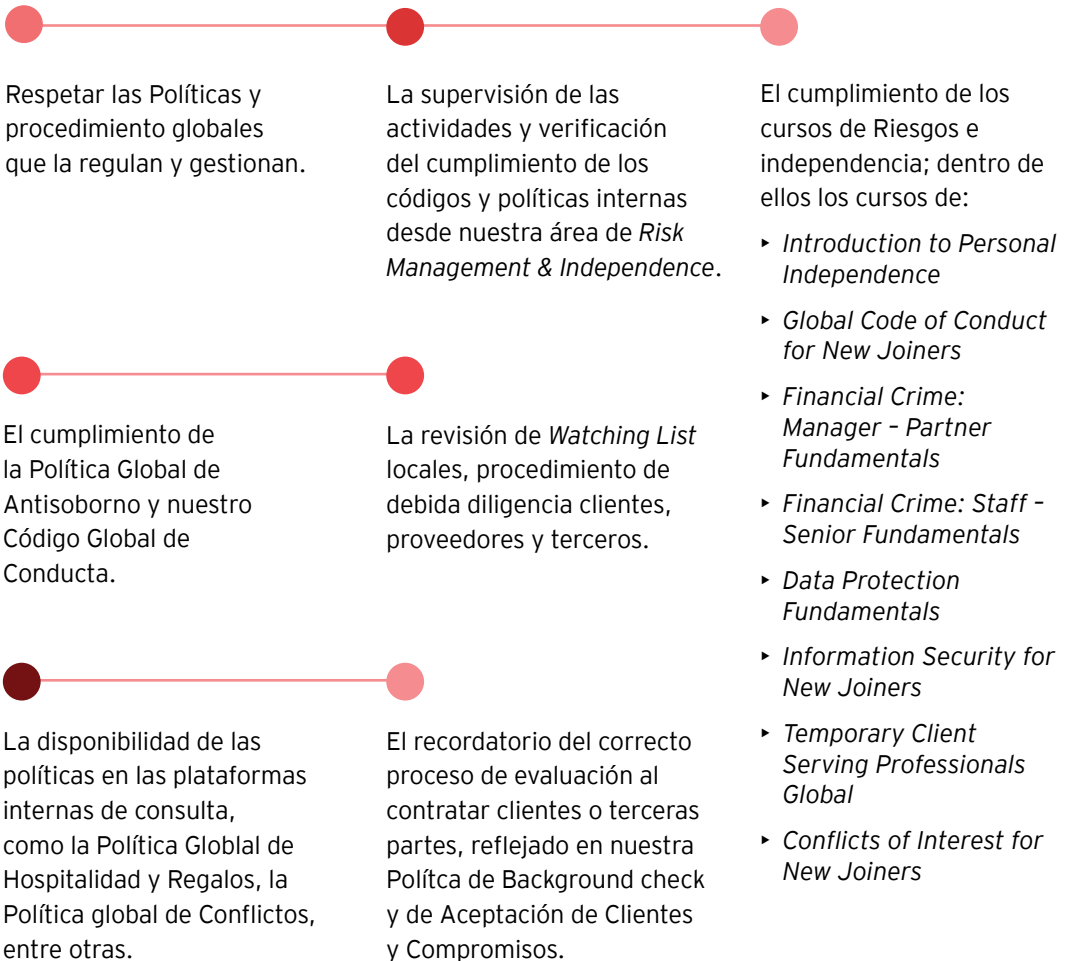 Respetar las Políticas y
procedimiento globales
que la regulan y gestionan.
La supervisión de las
actividades y verificación
del cumplimiento de los
códigos y políticas internas
desde nuestra área de Risk
Management & Independence.
El cumplimiento de los
cursos de Riesgos e
independencia; dentro de
ellos los cursos de:
‣ Introduction to Personal
Independence
‣ Global Code of Conduct
for New Joiners
‣ Financial Crime:
Manager – Partner
Fundamentals
‣ Financial Crime: Staff –
Senior Fundamentals
‣ Data Protection
Fundamentals
‣ Information Security for
New Joiners
‣ Temporary Client
Serving Professionals
Global
‣ Conflicts of Interest for
New Joiners
El cumplimiento de
la Política Global de
Antisoborno y nuestro
Código Global de
Conducta.
La revisión de Watching List
locales, procedimiento de
debida diligencia clientes,
proveedores y terceros.
La disponibilidad de las
políticas en las plataformas
internas de consulta,
como la Política Globlal de
Hospitalidad y Regalos, la
Política global de Conflictos,
entre otras.
El recordatorio del correcto
proceso de evaluación al
contratar clientes o terceras
partes, reflejado en nuestra
Polítca de Background check
y de Aceptación de Clientes
y Compromisos.